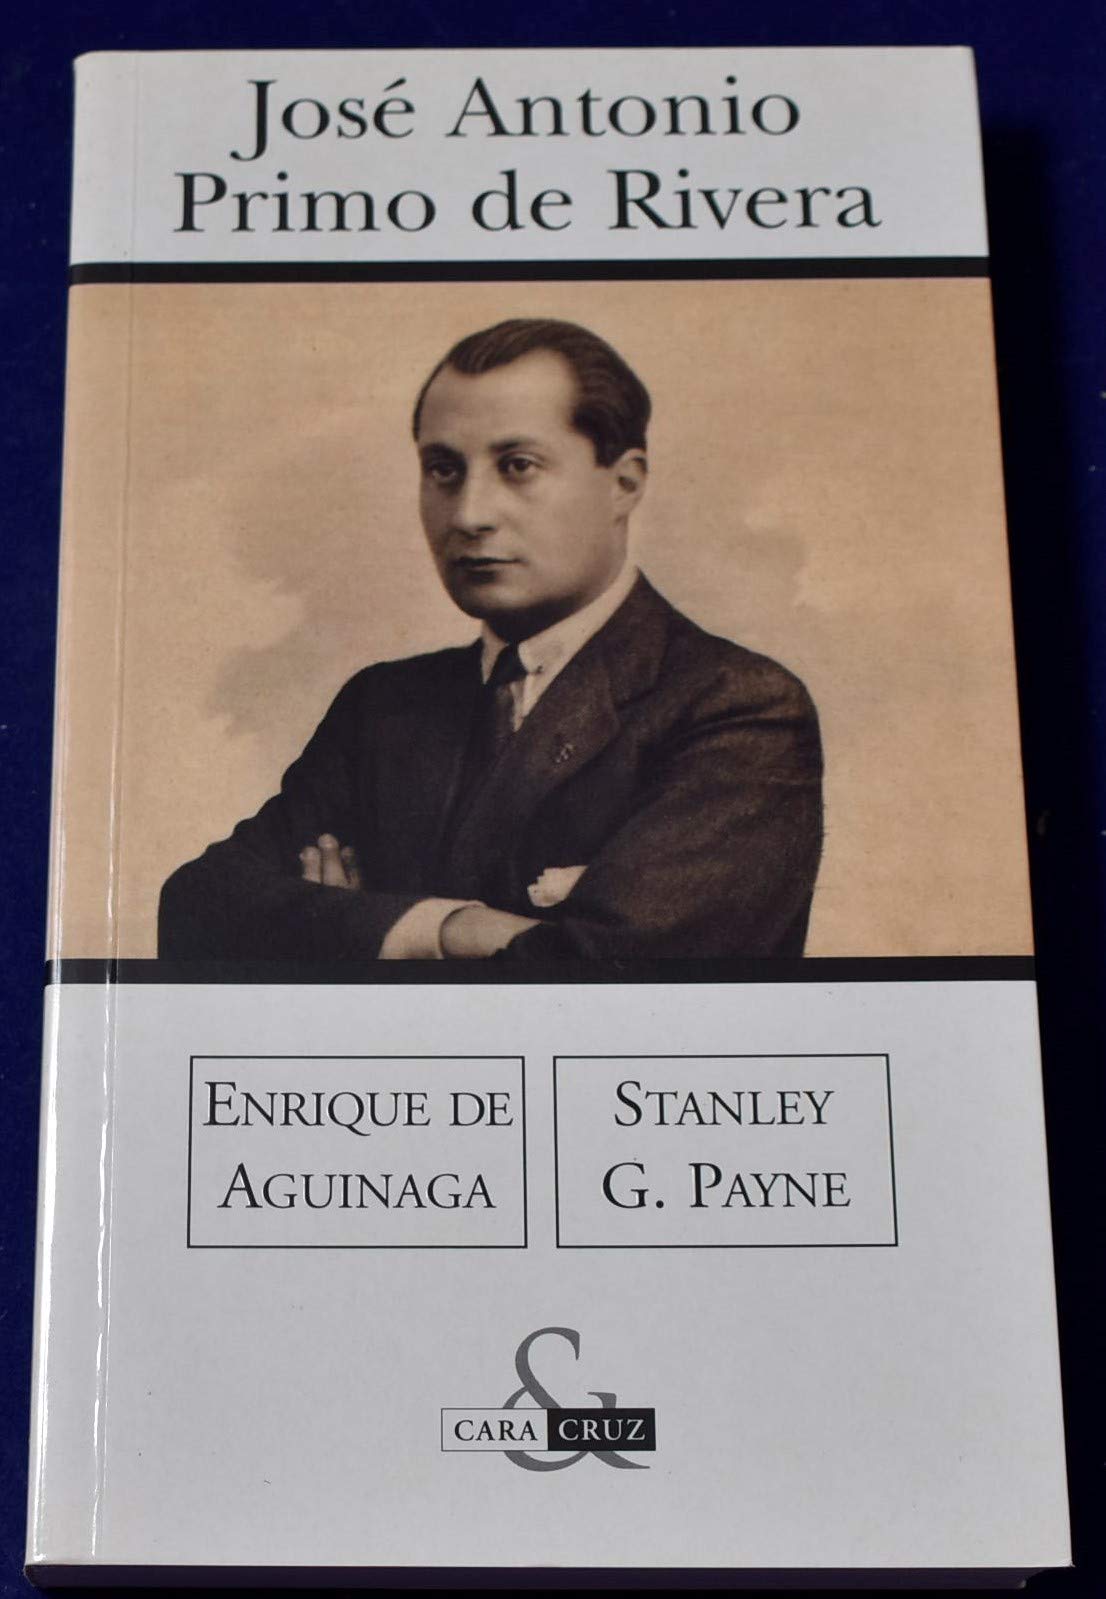 José Antonio
Primo de Rivera
ENRIQUE DE
AGUINAGA
STANLEY
G. PAYNE
&
CARA CRUZ